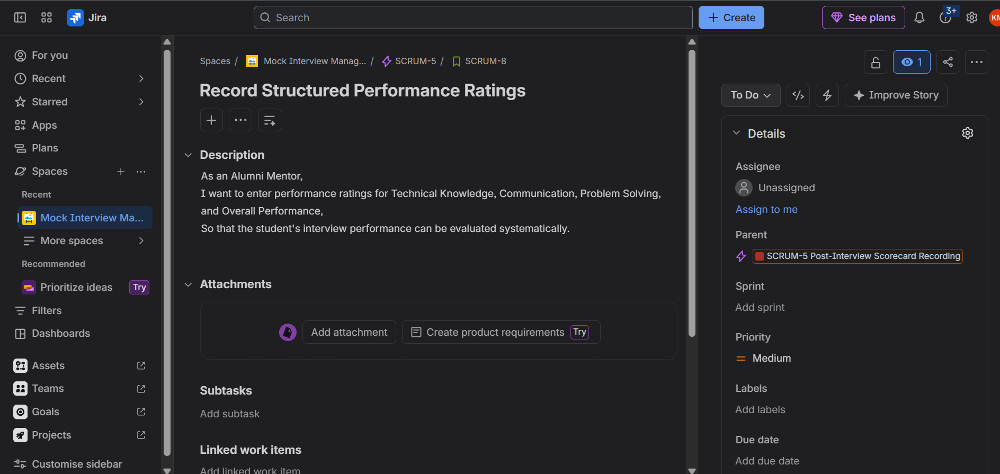 Jira
Search
Create
See plans
3+
KM
For you
Recent
Starred
Apps
Plans
Spaces
Recent
Mock Interview Ma...
More spaces
Recommended
Prioritize ideas Try
Filters
Dashboards
Assets
Teams
Goals
Projects
Customise sidebar
Spaces / Mock Interview Manag... / SCRUM-5 / SCRUM-8
Record Structured Performance Ratings
Description
As an Alumni Mentor,
I want to enter performance ratings for Technical Knowledge, Communication, Problem Solving,
and Overall Performance,
So that the student's interview performance can be evaluated systematically.
Attachments
Add attachment
Create product requirements Try
Subtasks
Add subtask
Linked work items
Add linked work item
1
To Do
Improve Story
Details
Assignee
Unassigned
Assign to me
Parent
SCRUM-5 Post-Interview Scorecard Recording
Sprint
Add sprint
Priority
Medium
Labels
Add labels
Due date
Add due date